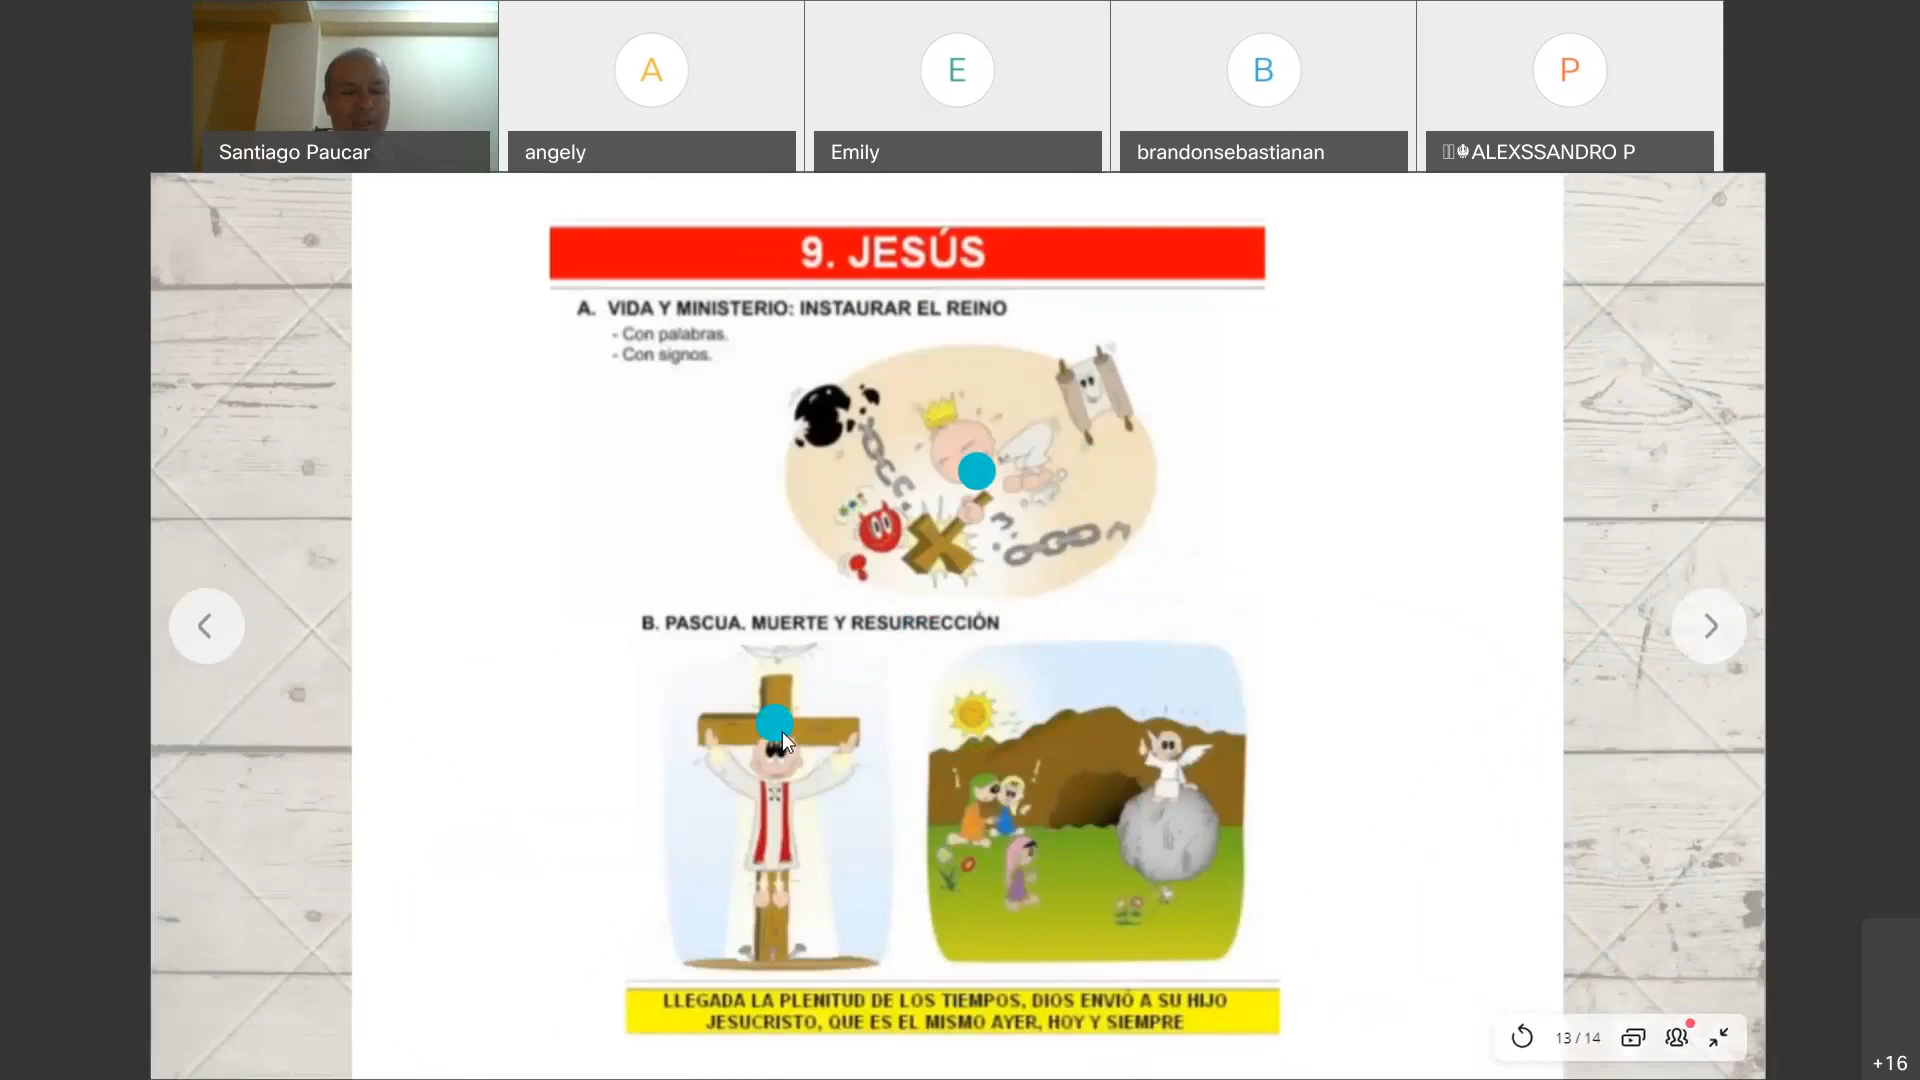 A
E
B
P
Santiago Paucar
angely
Emily
brandonsebastianan
ALEXSSANDRO P
9. JESÚS
A. VIDA Y MINISTERIO: INSTAURAR EL REINO
- Con palabras.
- Con signos.
B. PASCUA. MUERTE Y RESURRECCIÓN
LLEGADA LA PLENITUD DE LOS TIEMPOS, DIOS ENVIÓ A SU HIJO
JESUCRISTO, QUE ES EL MISMO AYER, HOY Y SIEMPRE
13 / 14
+16